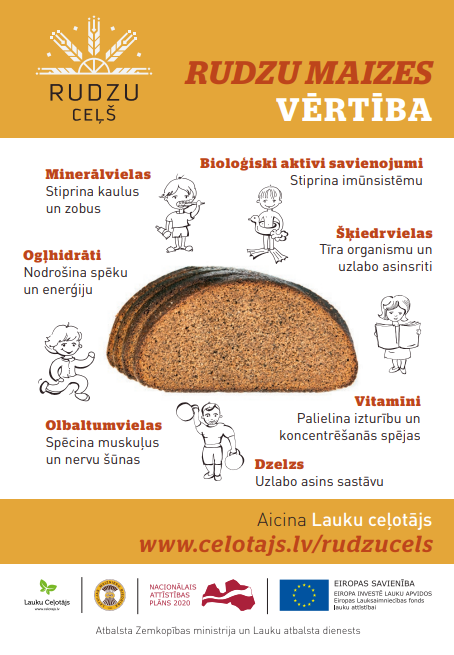 RUDZU
CEĻŠ
RUDZU MAIZES
VĒRTĪBA
Minerālvielas
Stiprina kaulus
un zobus
Bioloģiski aktīvi savienojumi
Stiprina imūnsistēmu
Šķiedrvielas
Tīra organismu un
uzlabo asinsriti
Ogļhidrāti
Nodrošina spēku
un enerģiju
Vitamīni
Palielina izturību un
koncentrēšanās spējas
Olbaltumvielas
Spēcina muskuļus
un nervu šūnas
Dzelzs
Uzlabo asins sastāvu
Aicina Lauku ceļotājs
www.celotajs.lv/rudzucels
Lauku Ceļotājs
www.celotajs.lv
NACIONĀLAIS
ATTĪSTĪBAS
PLĀNS 2020
EIROPAS SAVIENĪBA
EIROPA INVESTĒ LAUKU APVIDOS
Eiropas Lauksaimniecības fonds
lauku attīstībai
Atbalsta Zemkopības ministrija un Lauku atbalsta dienests